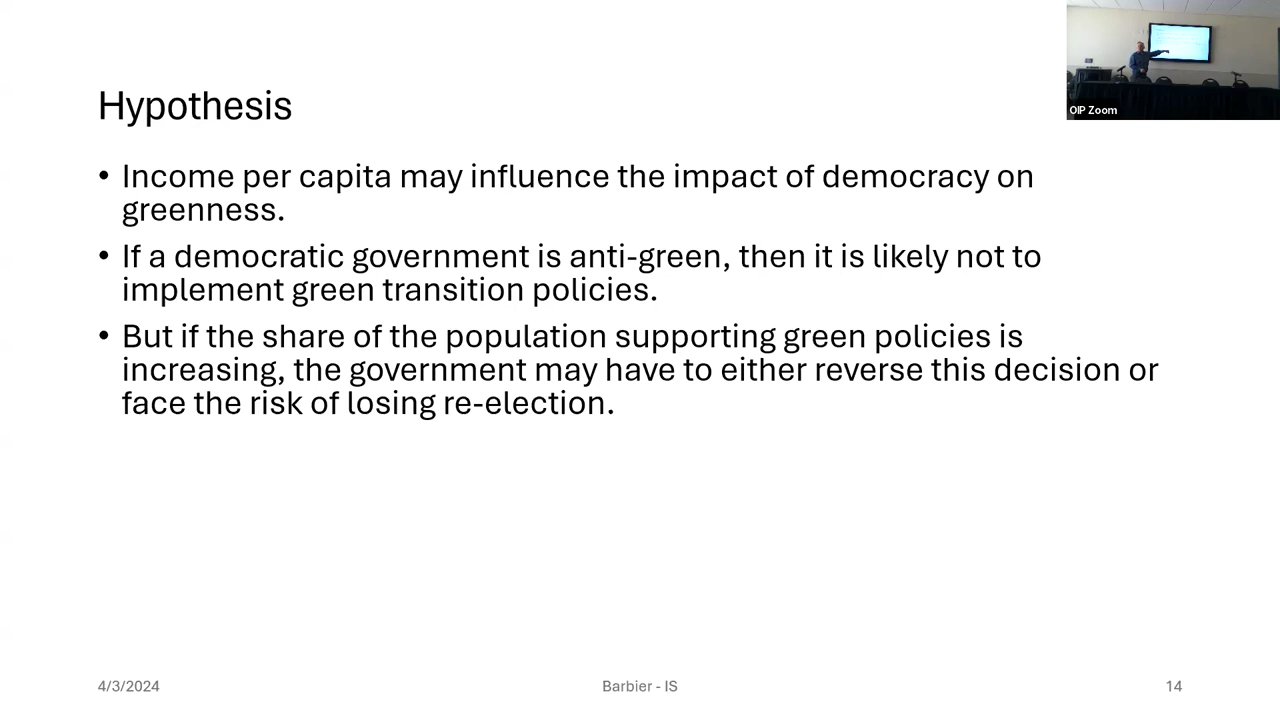 OIP Zoom
Hypothesis
• Income per capita may influence the impact of democracy on
greenness.
• If a democratic government is anti-green, then it is likely not to
implement green transition policies.
• But if the share of the population supporting green policies is
increasing, the government may have to either reverse this decision or
face the risk of losing re-election.
4/3/2024
Barbier - IS
14